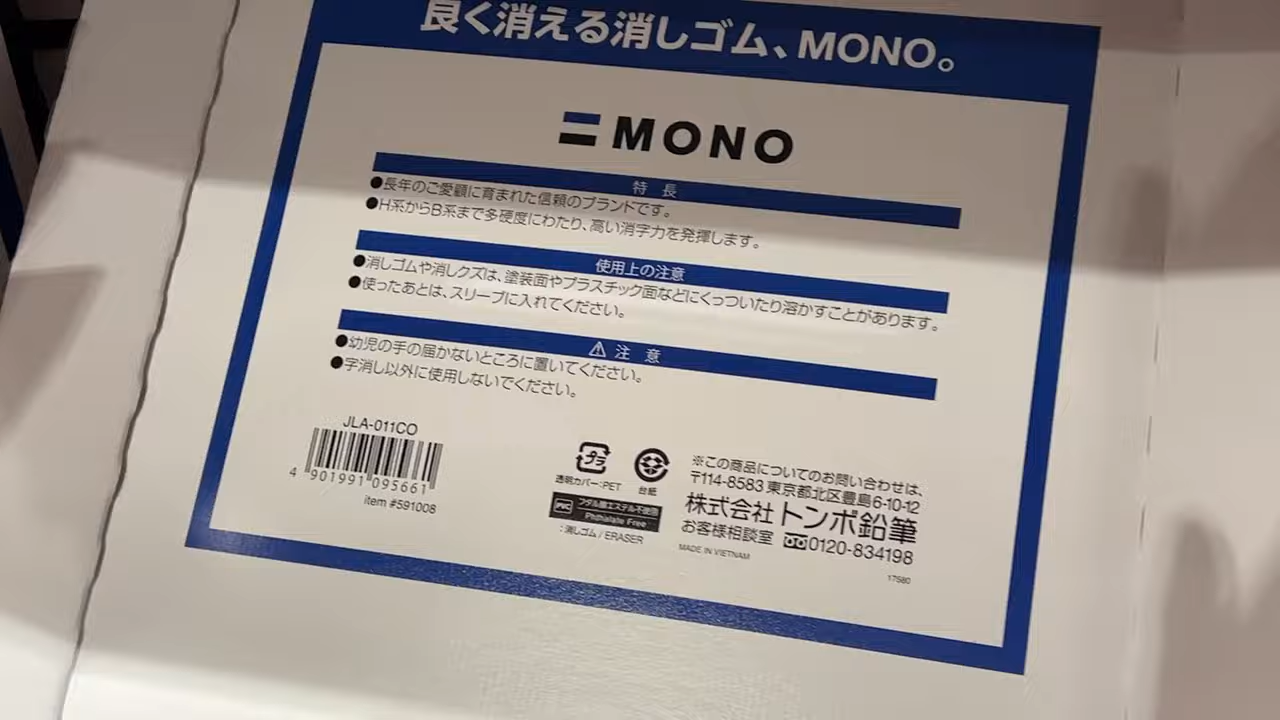 良く消える消しゴム、MONO。
MONO
特 長
●長年のご愛顧に育まれた信頼のブランドです。
●H系からB系まで多硬度にわたり、高い消字力を発揮します。
使用上の注意
●消しゴムや消しクズは、塗装面やプラスチック面などにくっついたり溶かすことがあります。
●使ったあとは、スリーブに入れてください。
⚠ 注 意
●幼児の手の届かないところに置いてください。
●字消し以外に使用しないでください。
JLA-011CO
4 901991 095661
item #591008
プラ
透明カバー:PET
台紙
PVC
フタル酸エステル不使用
Phthalate Free
:消しゴム/ERASER
※この商品についてのお問い合わせは、
〒114-8583 東京都北区豊島6-10-12
株式会社 トンボ鉛筆
お客様相談室 0120-834198
MADE IN VIETNAM
17580